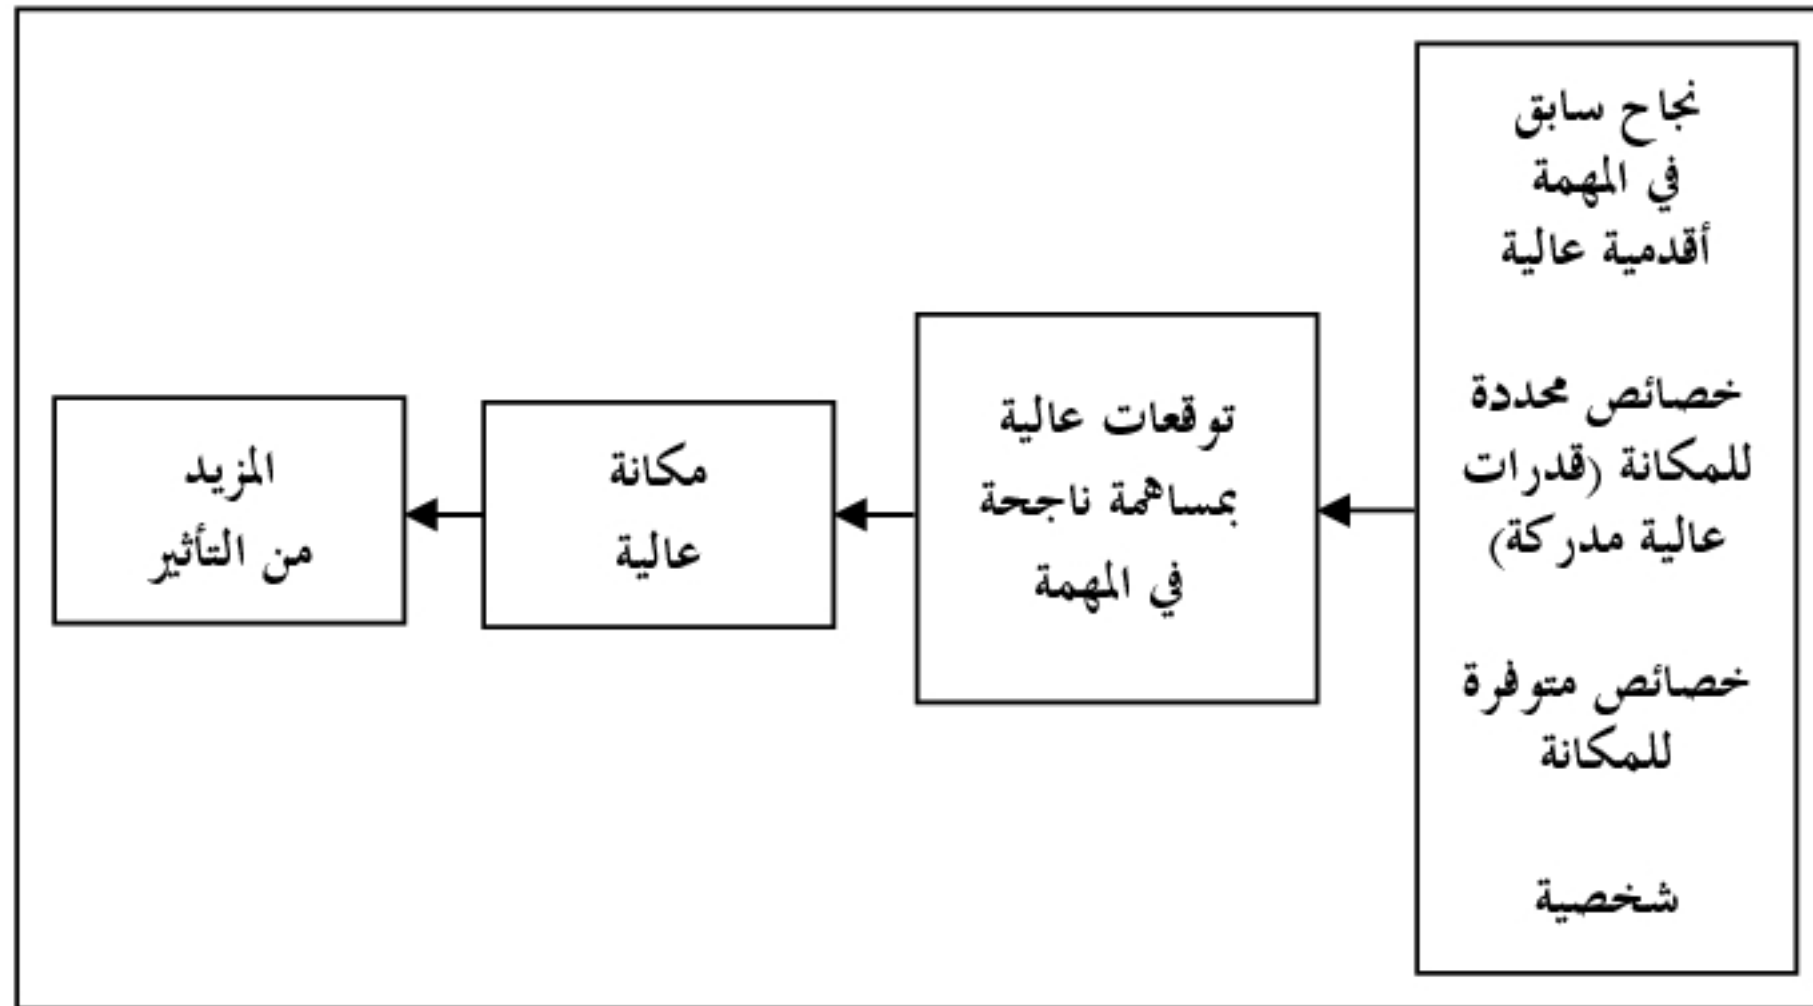 نجاح سابق
في المهمة
أقدمية عالية
خصائص محددة
للمكانة (قدرات
عالية مدركة)
خصائص متوفرة
للمكانة
شخصية
توقعات عالية
بمساهمة ناجحة
في المهمة
مكانة
عالية
المزيد
من التأثير